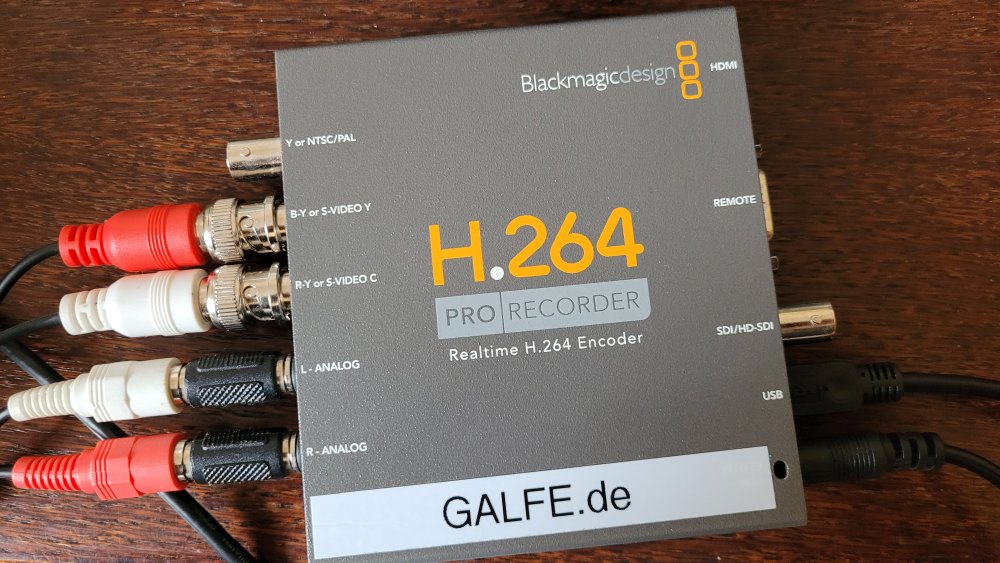 Blackmagicdesign
HDMI
Y or NTSC/PAL
B-Y or S-VIDEO Y
REMOTE
H.264
R-Y or S-VIDEO C
PRO RECORDER
SDI/HD-SDI
Realtime H.264 Encoder
L - ANALOG
USB
R - ANALOG
GALFE.de